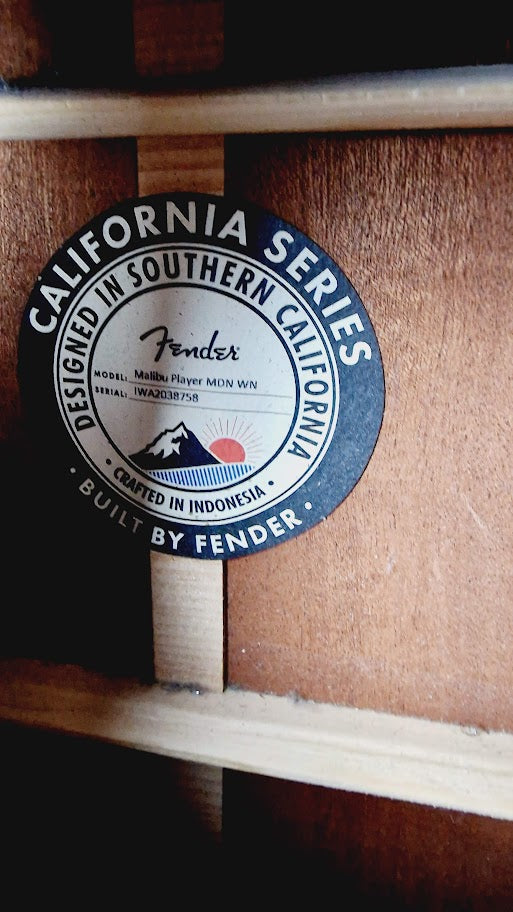 CALIFORNIA SERIES
DESIGNED IN SOUTHERN CALIFORNIA
Fender
MODEL: Malibu Player MDN WN
SERIAL: IWA2038758
• CRAFTED IN INDONESIA •
• BUILT BY FENDER •